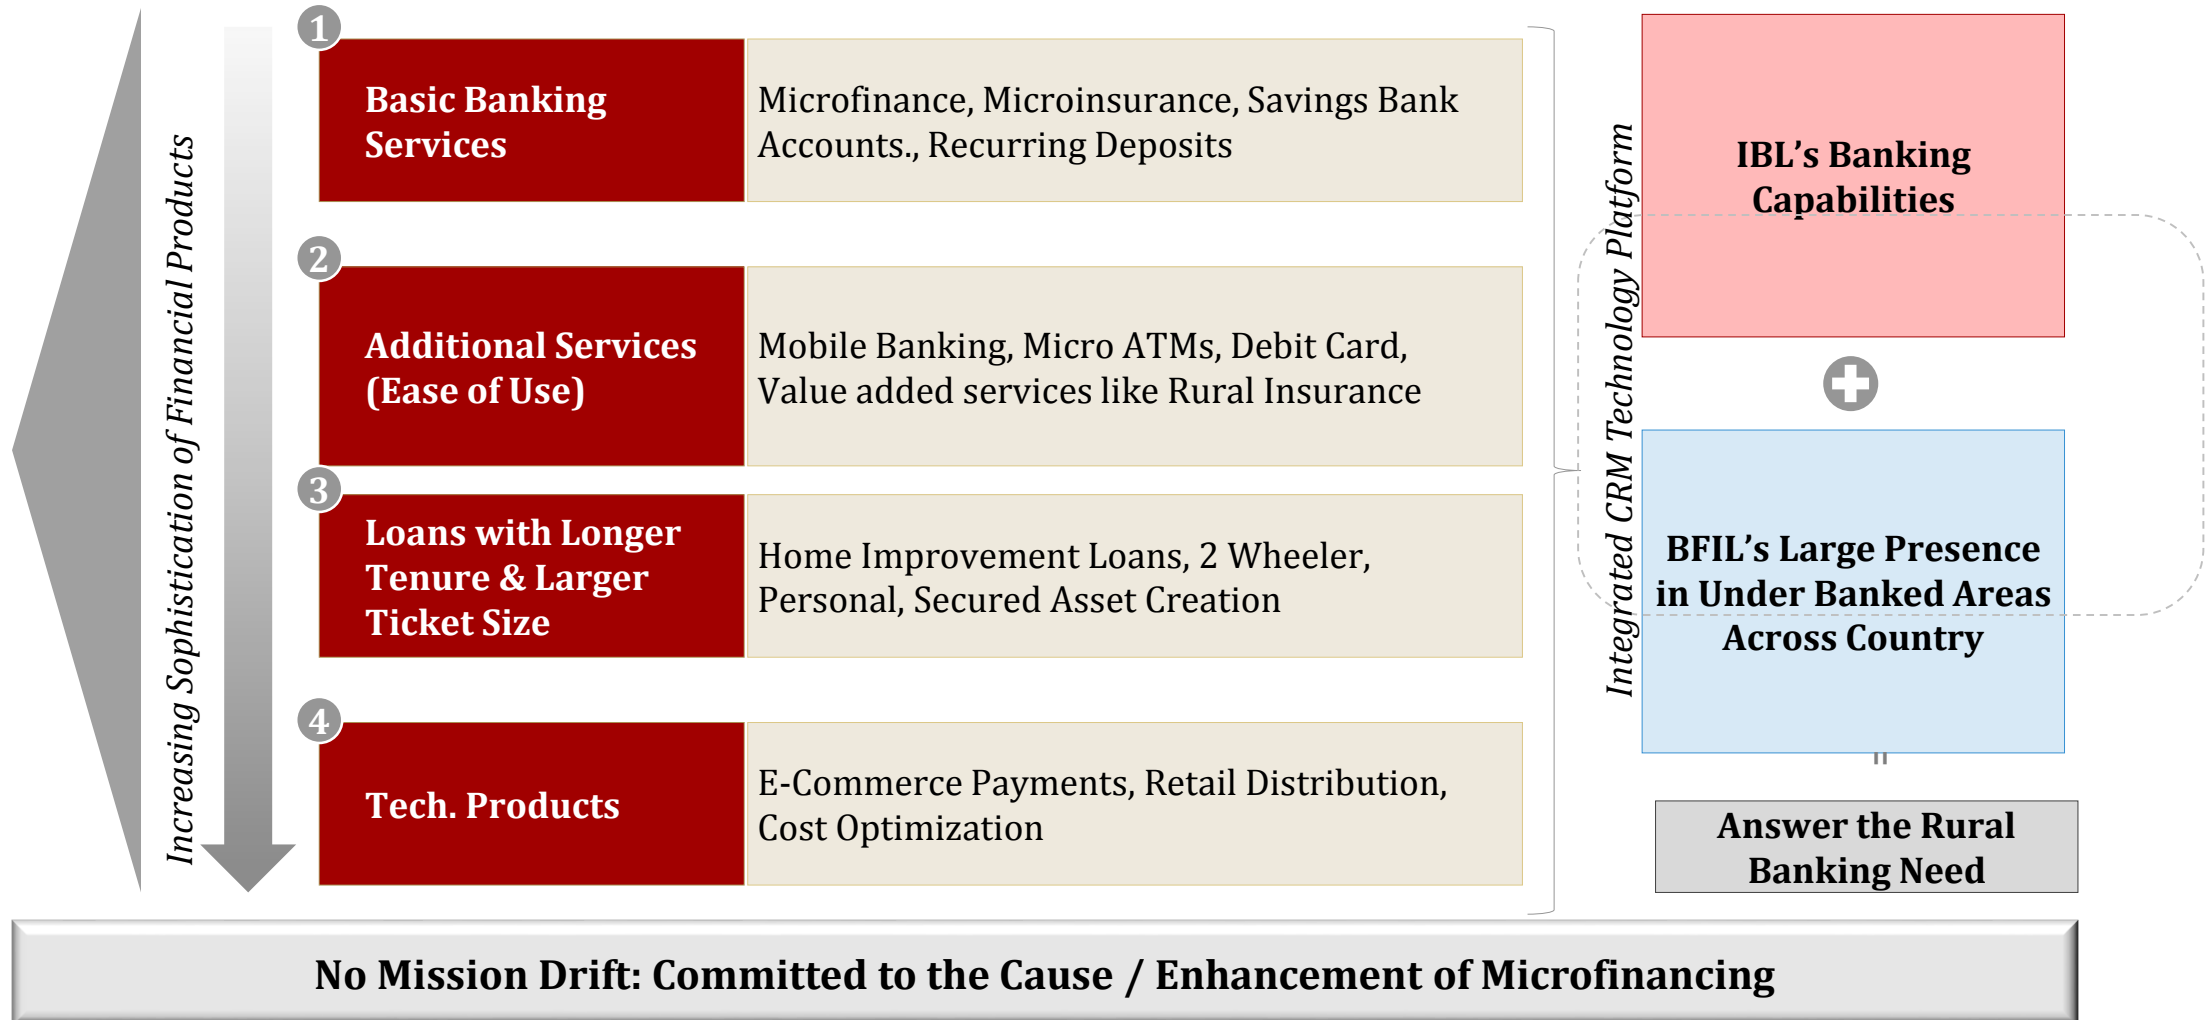 Increasing Sophistication of Financial Products
1
Basic Banking
Services
Microfinance, Microinsurance, Savings Bank
Accounts., Recurring Deposits
2
Additional Services
(Ease of Use)
Mobile Banking, Micro ATMs, Debit Card,
Value added services like Rural Insurance
3
Loans with Longer
Tenure & Larger
Ticket Size
Home Improvement Loans, 2 Wheeler,
Personal, Secured Asset Creation
4
Tech. Products
E-Commerce Payments, Retail Distribution,
Cost Optimization
Integrated CRM Technology Platform
IBL’s Banking
Capabilities
BFIL’s Large Presence
in Under Banked Areas
Across Country
=
Answer the Rural
Banking Need
No Mission Drift: Committed to the Cause / Enhancement of Microfinancing